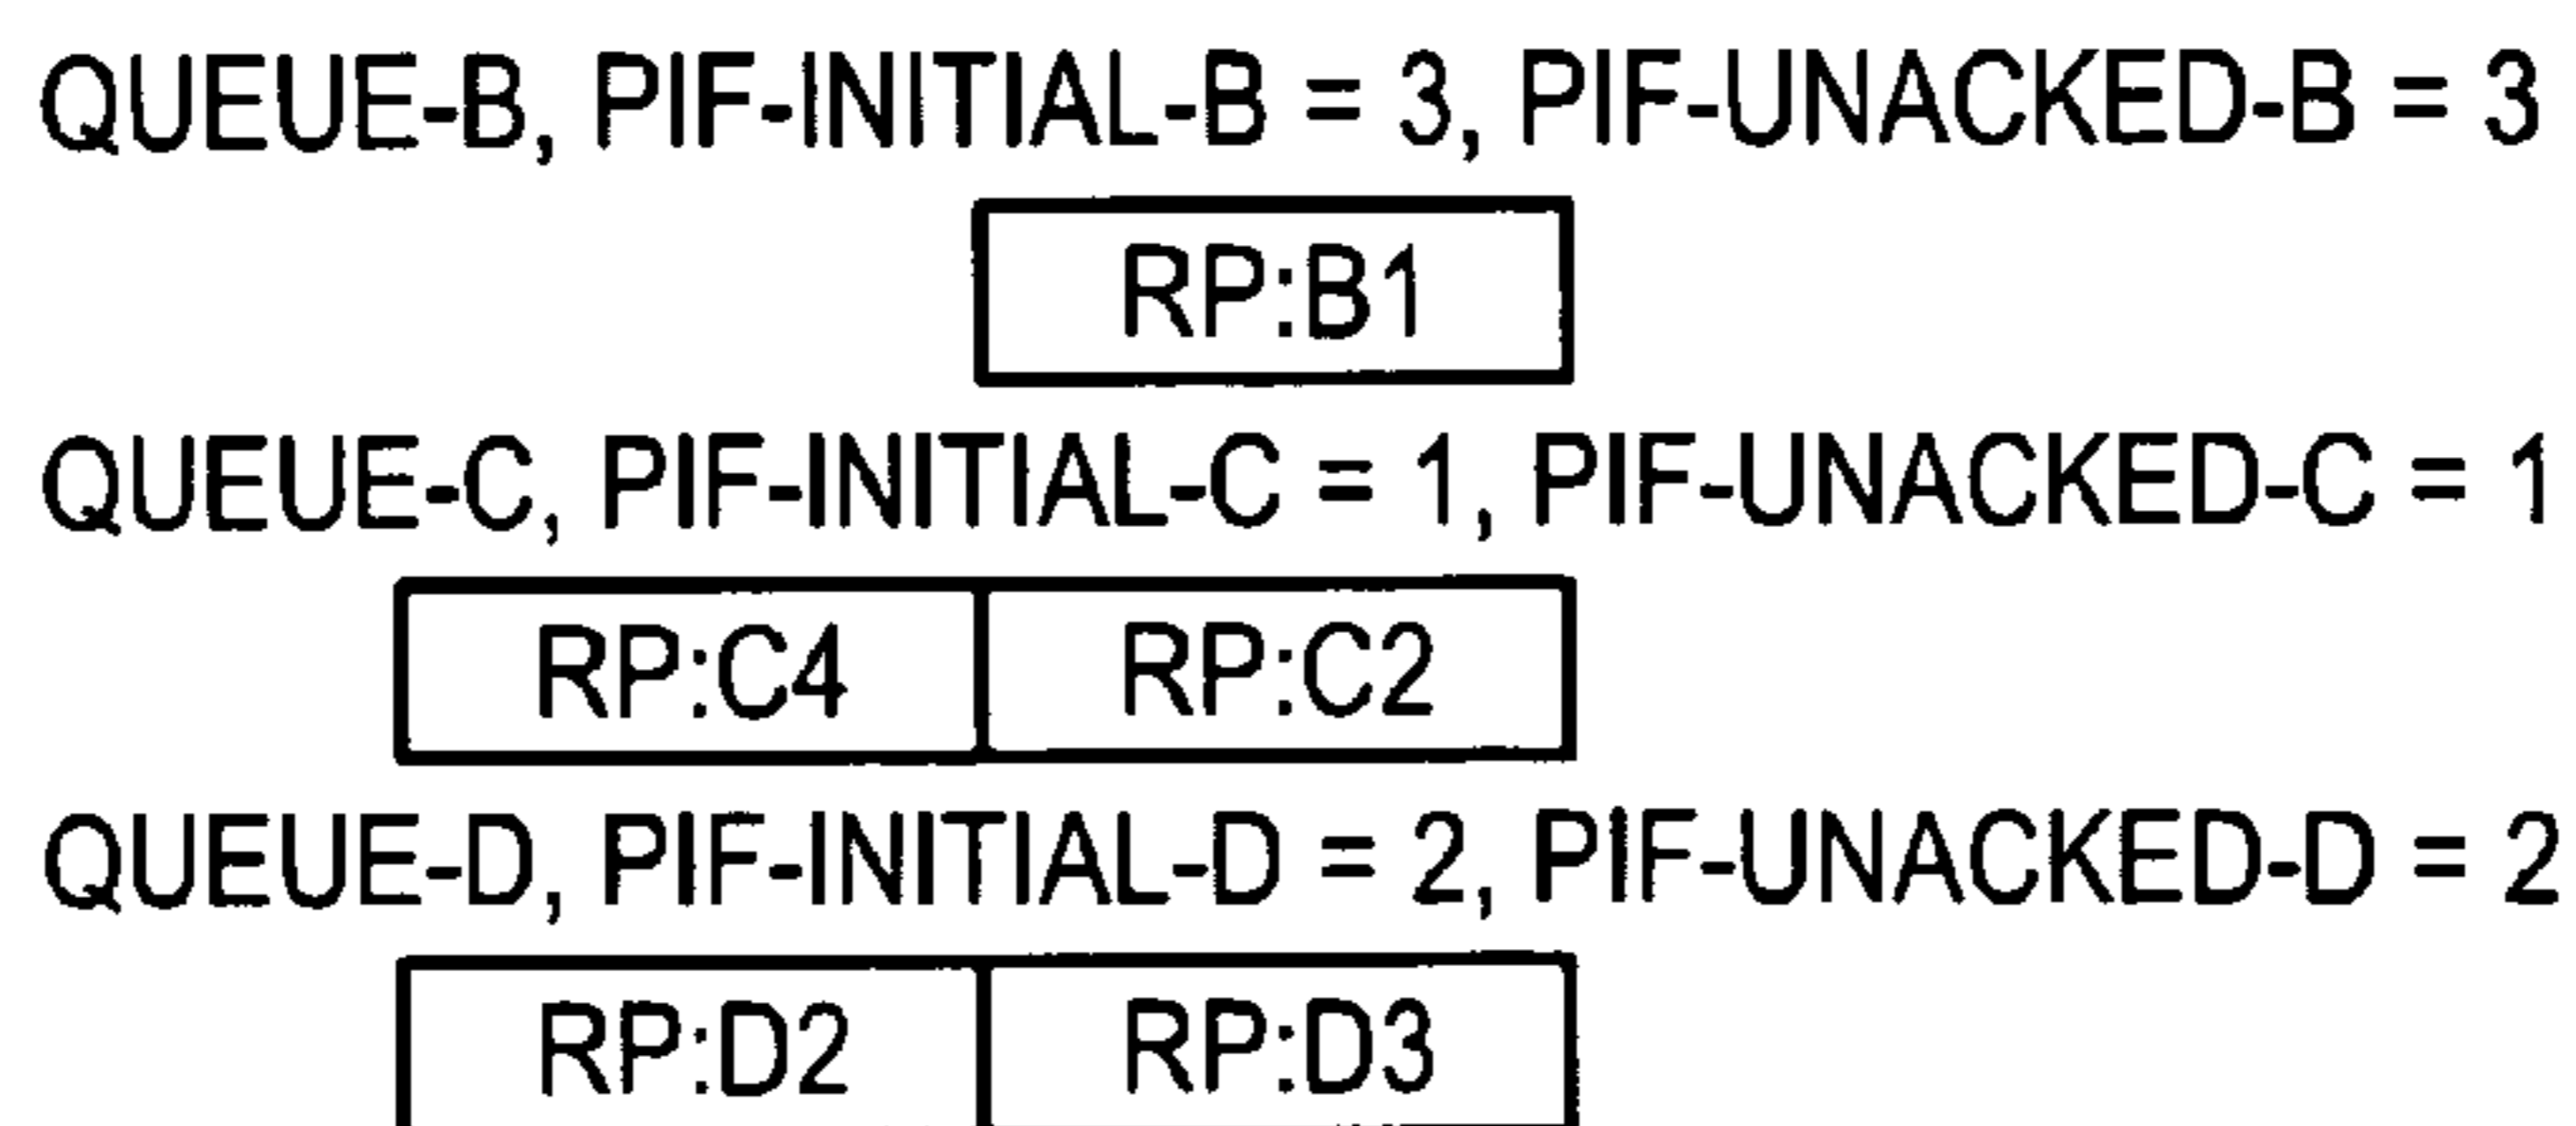 QUEUE-B, PIF-INITIAL-B = 3, PIF-UNACKED-B = 3
RP:B1
QUEUE-C, PIF-INITIAL-C = 1, PIF-UNACKED-C = 1
RP:C4 RP:C2
QUEUE-D, PIF-INITIAL-D = 2, PIF-UNACKED-D = 2
RP:D2 RP:D3